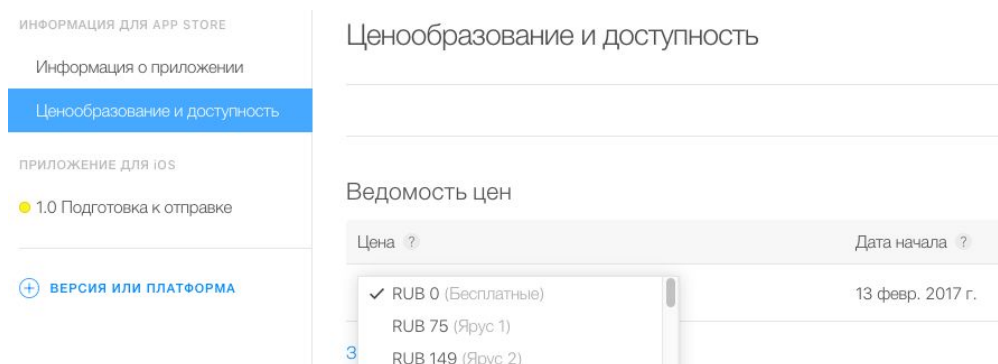 ИНФОРМАЦИЯ ДЛЯ APP STORE
Информация о приложении
Ценообразование и доступность
ПРИЛОЖЕНИЕ ДЛЯ iOS
1.0 Подготовка к отправке
ВЕРСИЯ ИЛИ ПЛАТФОРМА
Ценообразование и доступность
Ведомость цен
Цена ? Дата начала ?
✓ RUB 0 (Бесплатные) 13 февр. 2017 г.
RUB 75 (Ярус 1)
RUB 149 (Ярус 2)